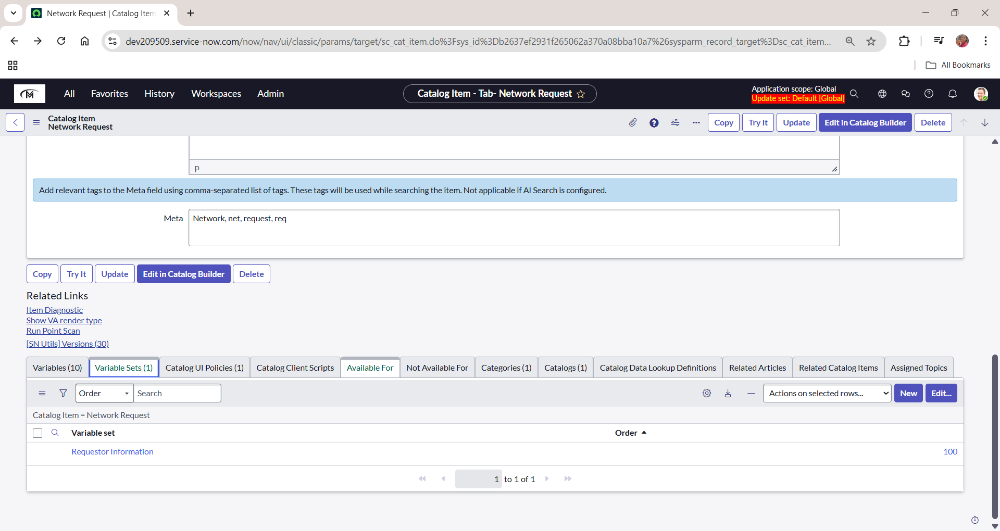 Network Request | Catalog Item
dev209509.service-now.com/now/nav/ui/classic/params/target/sc_cat_item.do%3Fsys_id%3Db2637ef2931f265062a370a08bba10a7%26sysparm_record_target%3Dsc_cat_item...
All Bookmarks
M
All
Favorites
History
Workspaces
Admin
Catalog Item - Tab- Network Request
Application scope: Global
Update set: Default [Global]
Catalog Item
Network Request
Copy
Try It
Update
Edit in Catalog Builder
Delete
p
Add relevant tags to the Meta field using comma-separated list of tags. These tags will be used while searching the item. Not applicable if AI Search is configured.
Meta
Network, net, request, req
Copy
Try It
Update
Edit in Catalog Builder
Delete
Related Links
Item Diagnostic
Show VA render type
Run Point Scan
[SN Utils] Versions (30)
Variables (10)
Variable Sets (1)
Catalog UI Policies (1)
Catalog Client Scripts
Available For
Not Available For
Categories (1)
Catalogs (1)
Catalog Data Lookup Definitions
Related Articles
Related Catalog Items
Assigned Topics
Order
Search
Actions on selected rows...
New
Edit...
Catalog Item = Network Request
Variable set
Order
Requestor Information
100
1 to 1 of 1